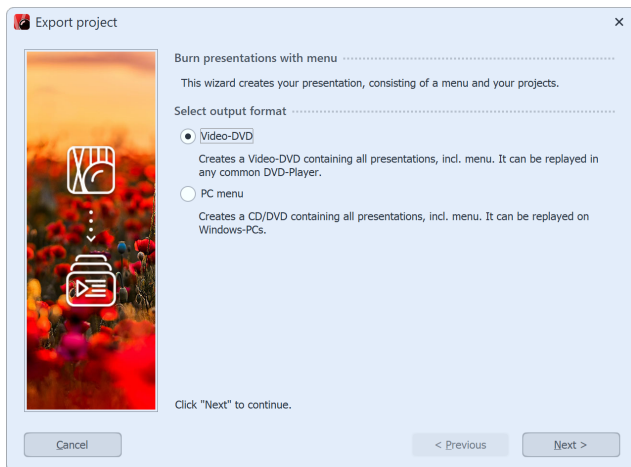 Export project
Burn presentations with menu
This wizard creates your presentation, consisting of a menu and your projects.
Select output format
Video-DVD
Creates a Video-DVD containing all presentations, incl. menu. It can be replayed in
any common DVD-Player.
PC menu
Creates a CD/DVD containing all presentations, incl. menu. It can be replayed on
Windows-PCs.
Click "Next" to continue.
Cancel
< Previous
Next >